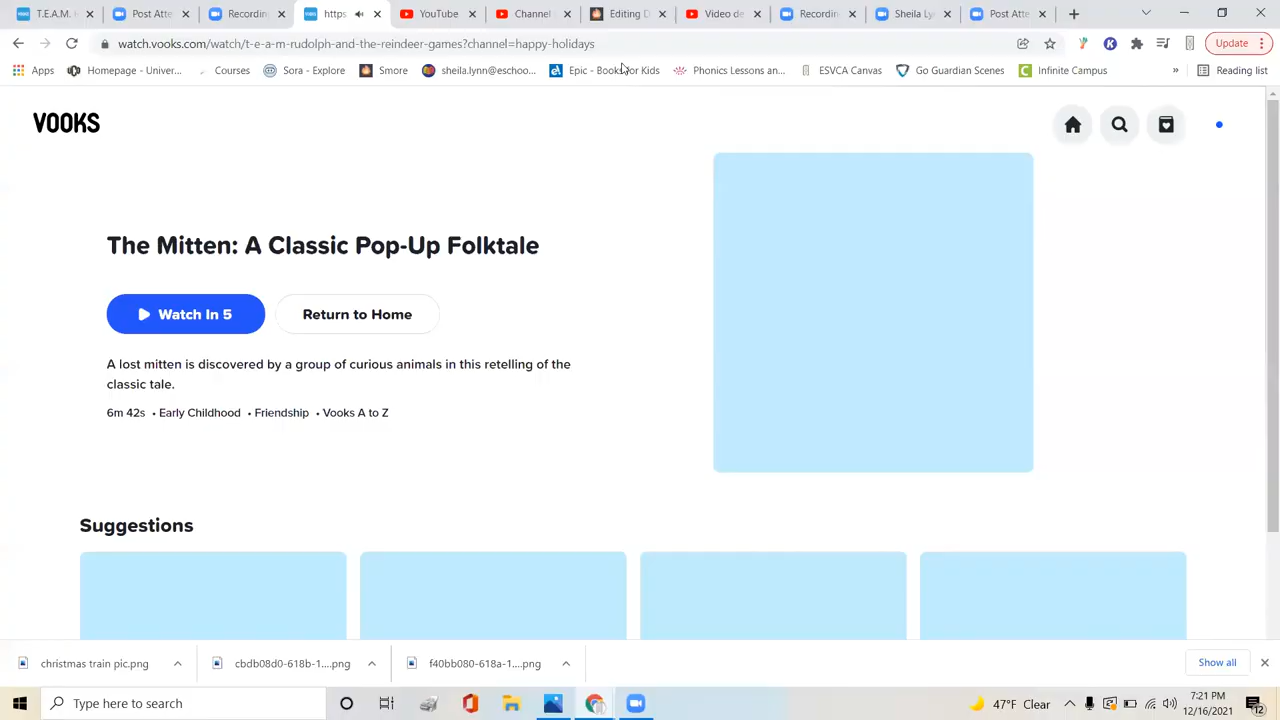 T.E.A.M. Post Atte Recording https YouTube Channel Editing D Video de Recordin Sheila Ly Post Atte
watch.vooks.com/watch/t-e-a-m-rudolph-and-the-reindeer-games?channel=happy-holidays Update
Apps Homepage - Univer... Courses Sora - Explore Smore sheila.lynn@eschoo... Epic - Books for Kids Phonics Lessons an... ESVCA Canvas Go Guardian Scenes Infinite Campus » Reading list
VOOKS
The Mitten: A Classic Pop-Up Folktale
Watch In 5 Return to Home
A lost mitten is discovered by a group of curious animals in this retelling of the
classic tale.
6m 42s • Early Childhood • Friendship • Vooks A to Z
Suggestions
christmas train pic.png cbdb08d0-618b-1....png f40bb080-618a-1....png Show all
Type here to search 47°F Clear 7:21 PM
12/16/2021 12